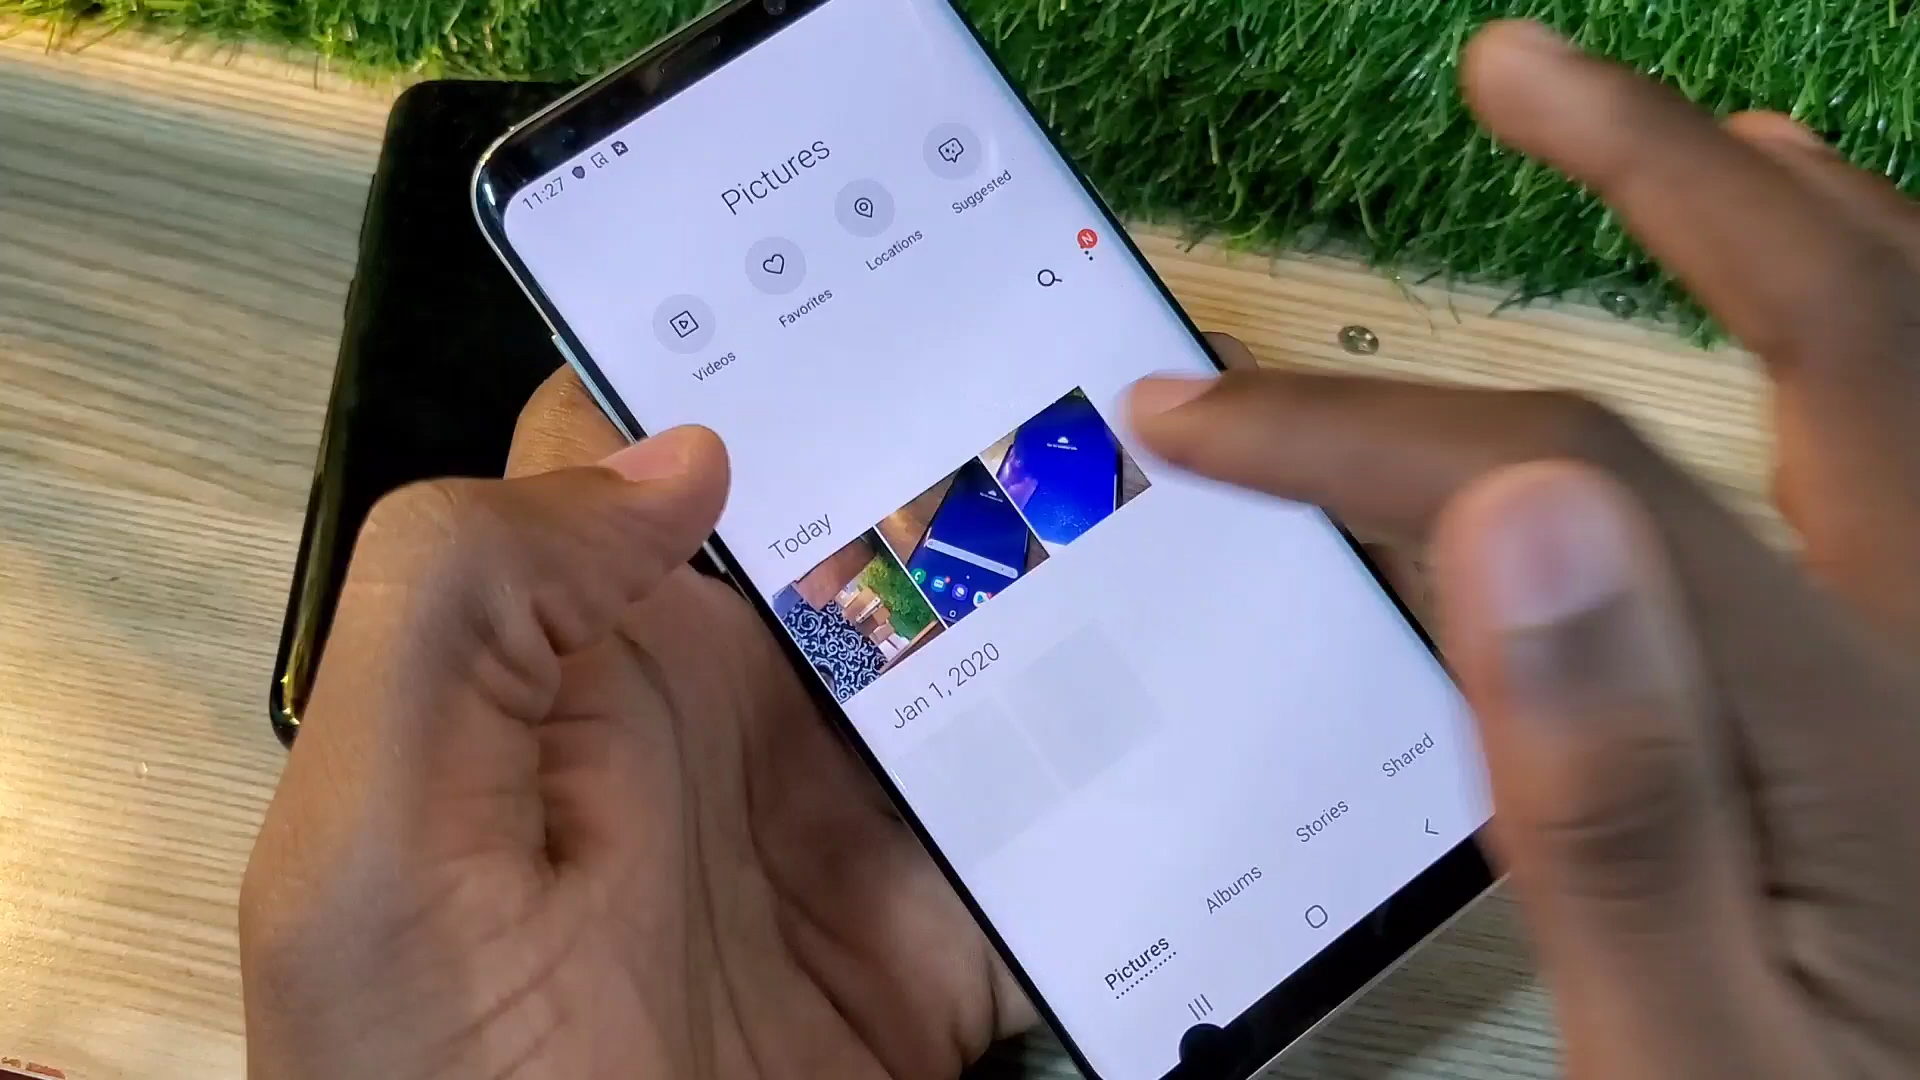 11:27
Pictures
Videos
Favorites
Locations
Suggested
N
Today
Jan 1, 2020
Pictures
Albums
Stories
Shared